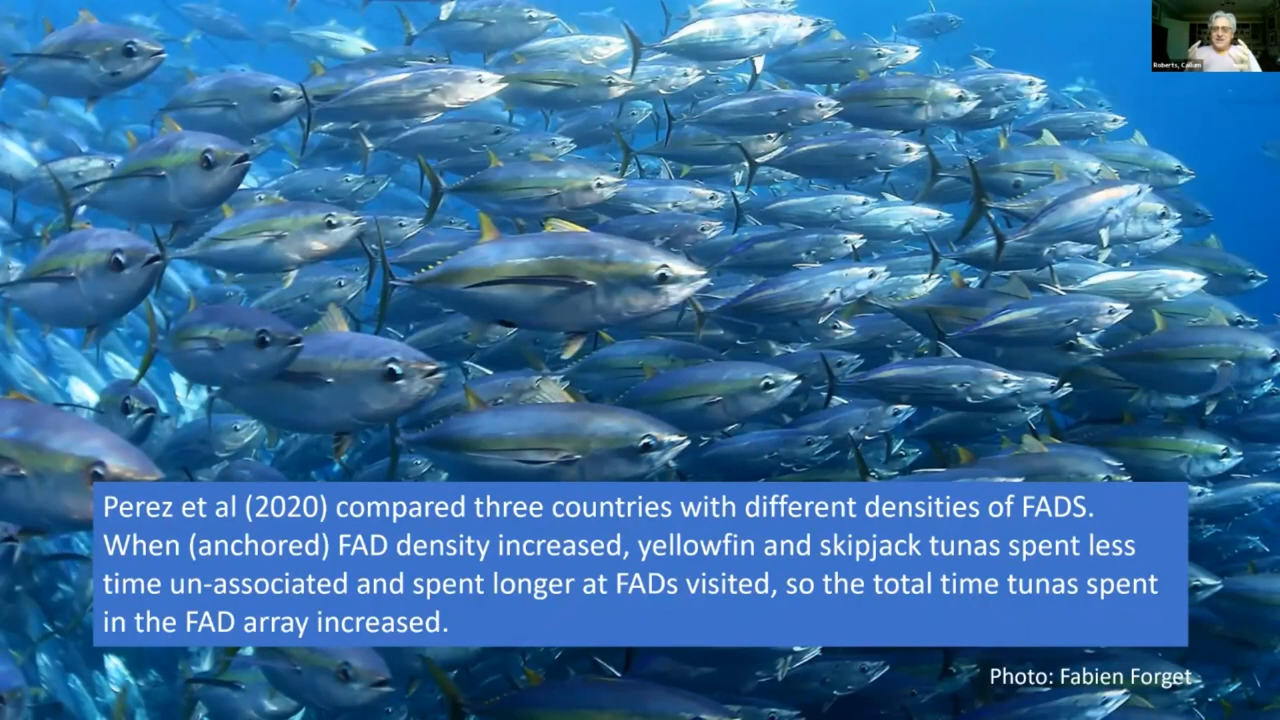 Roberts, Callum
Perez et al (2020) compared three countries with different densities of FADS.
When (anchored) FAD density increased, yellowfin and skipjack tunas spent less
time un-associated and spent longer at FADs visited, so the total time tunas spent
in the FAD array increased.
Photo: Fabien Forget